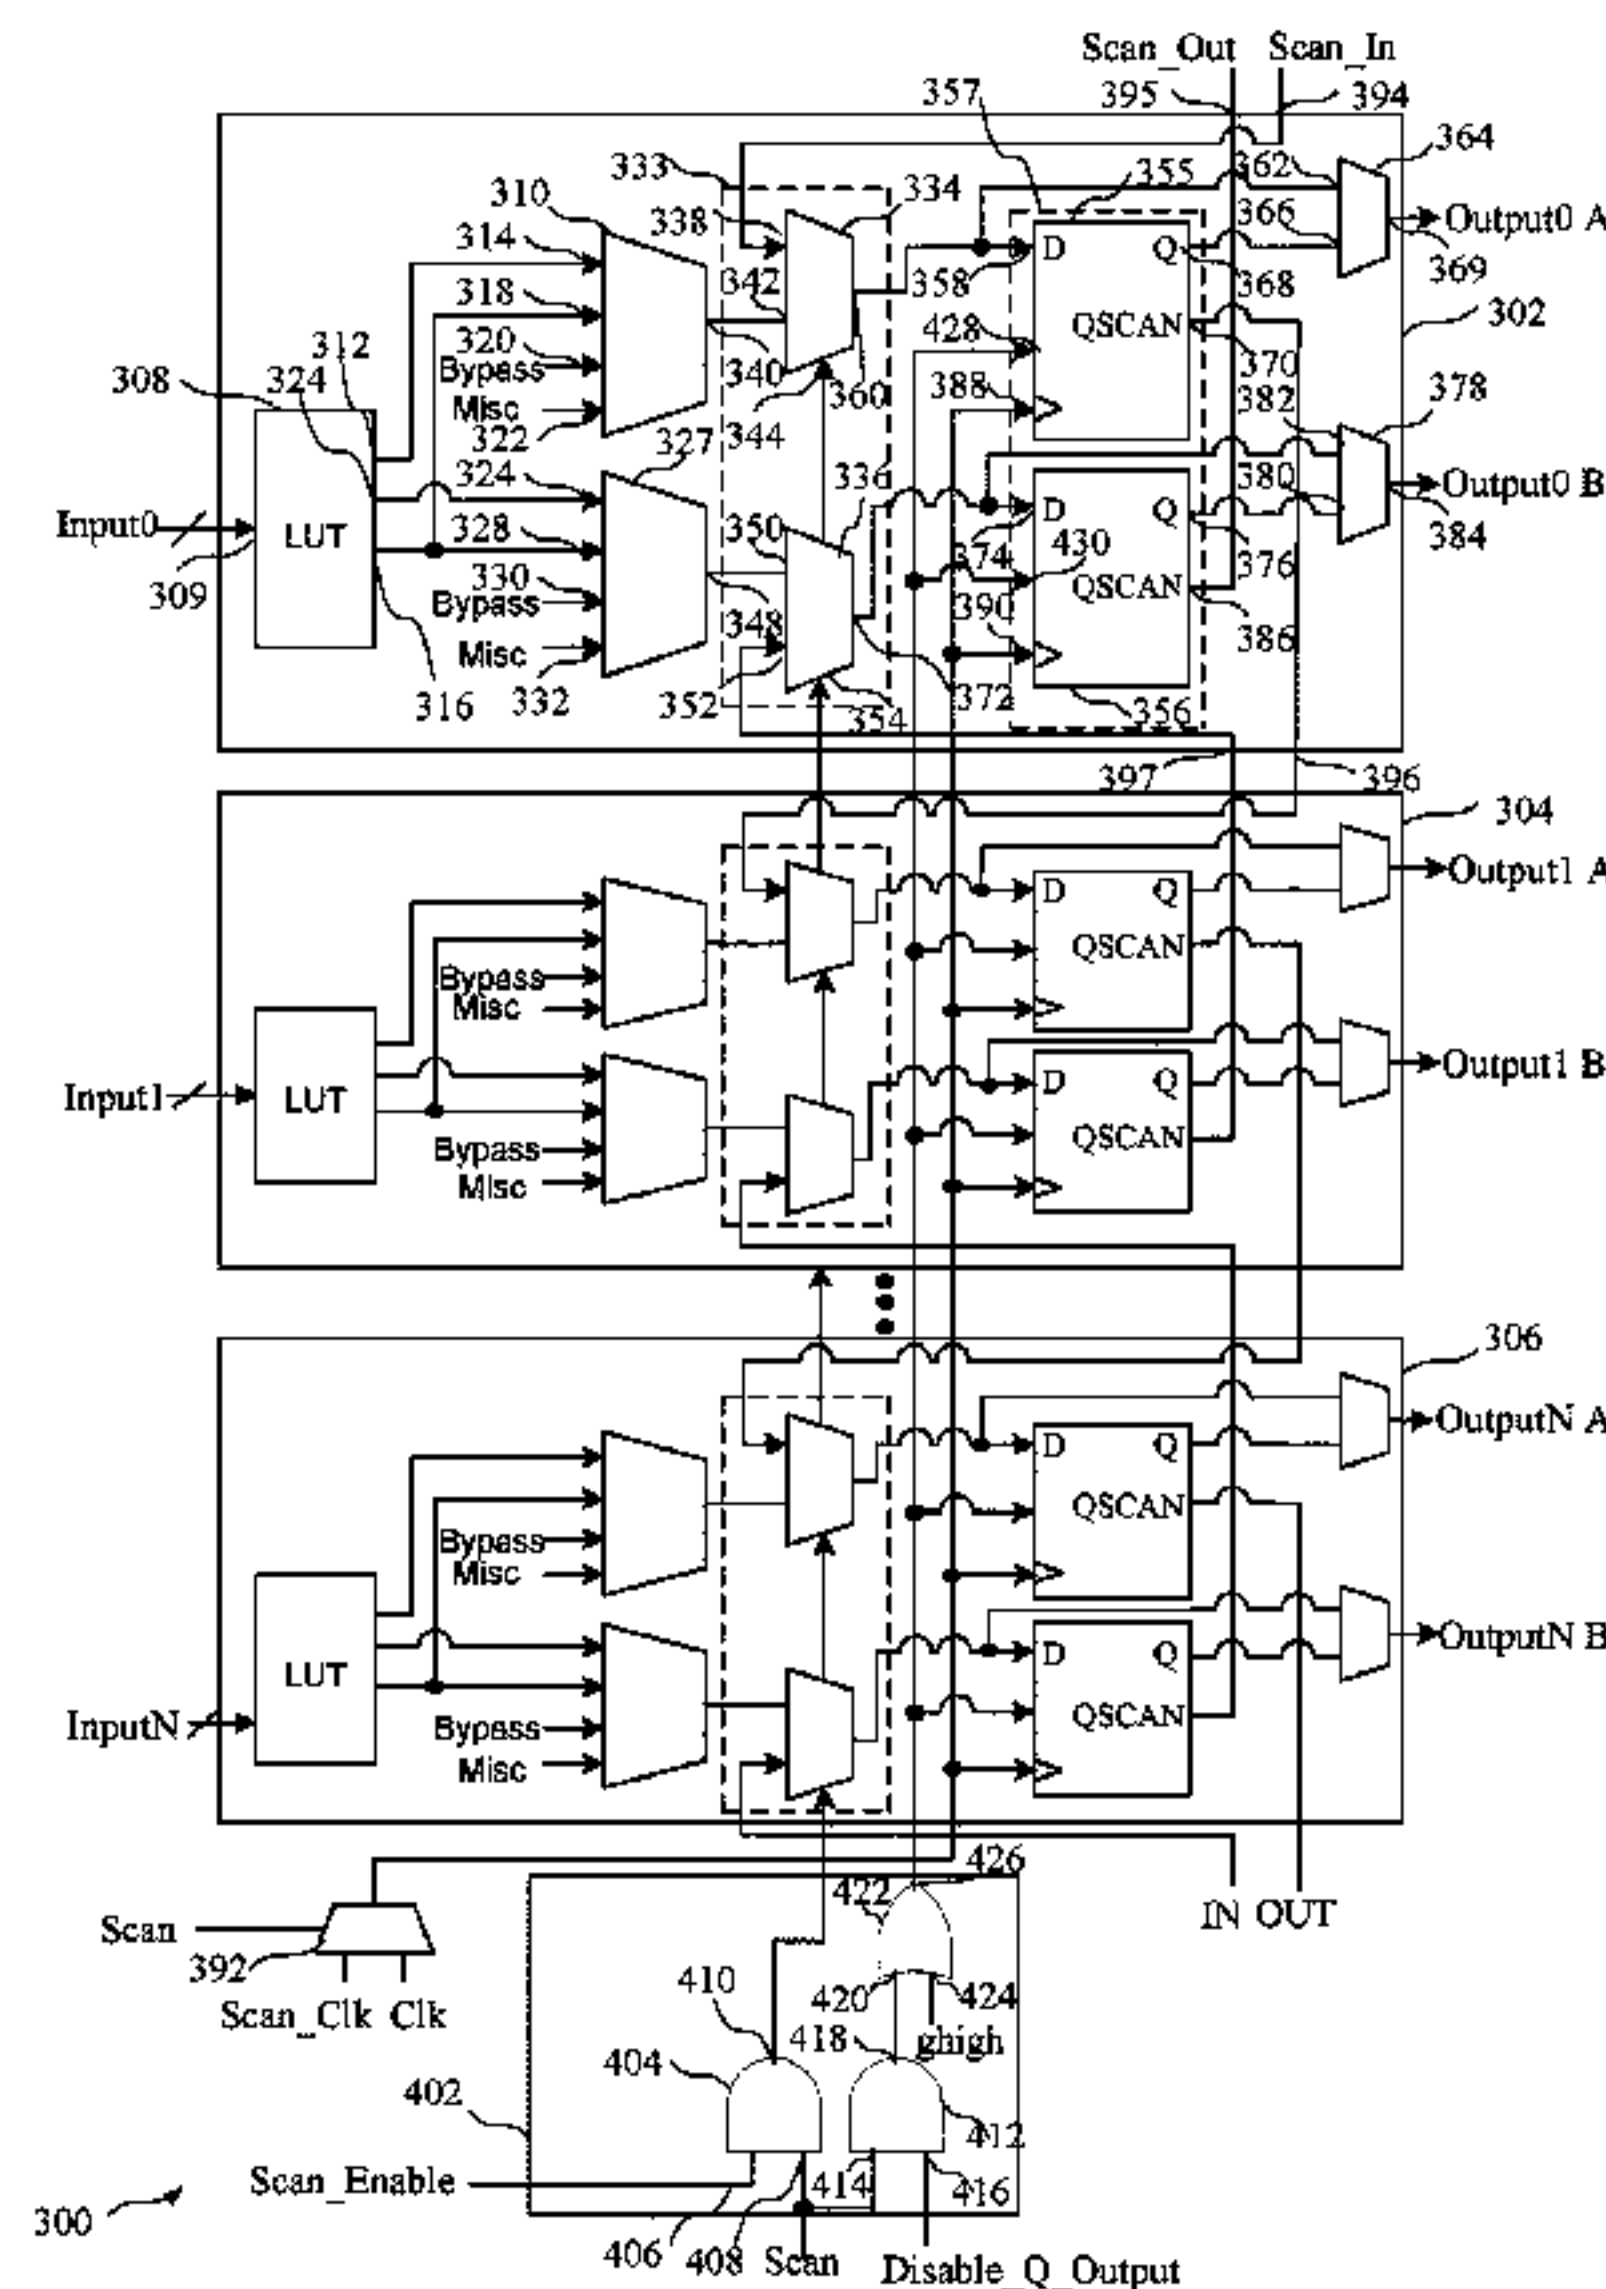 Scan_Out Scan_In
357 395 394
364
333 362 355
310 334
338 366 Output0 A
314 D Q
342 358 368 369
318 428 QSCAN 302
312 320 370
308 324 Bypass 340 360 388 382 378
Misc
322 344
327
324 336 380 Output0 B
Input0 LUT 328 350 D Q
374 430 384
309 330 376
Bypass QSCAN
348 390 386
Misc
316 332 352 354 372 356
397 396
304
Output1 A
D Q
QSCAN
Bypass
Misc
Output1 B
Input1 LUT D Q
Bypass QSCAN
Misc
306
OutputN A
D Q
QSCAN
Bypass
Misc
OutputN B
LUT D Q
InputN Bypass QSCAN
Misc
426
422 IN OUT
Scan
392
410 420 424
Scan_Clk Clk
418 ghigh
404
402
412
Scan_Enable 414 416
300
406 408 Scan Disable_Q_Output